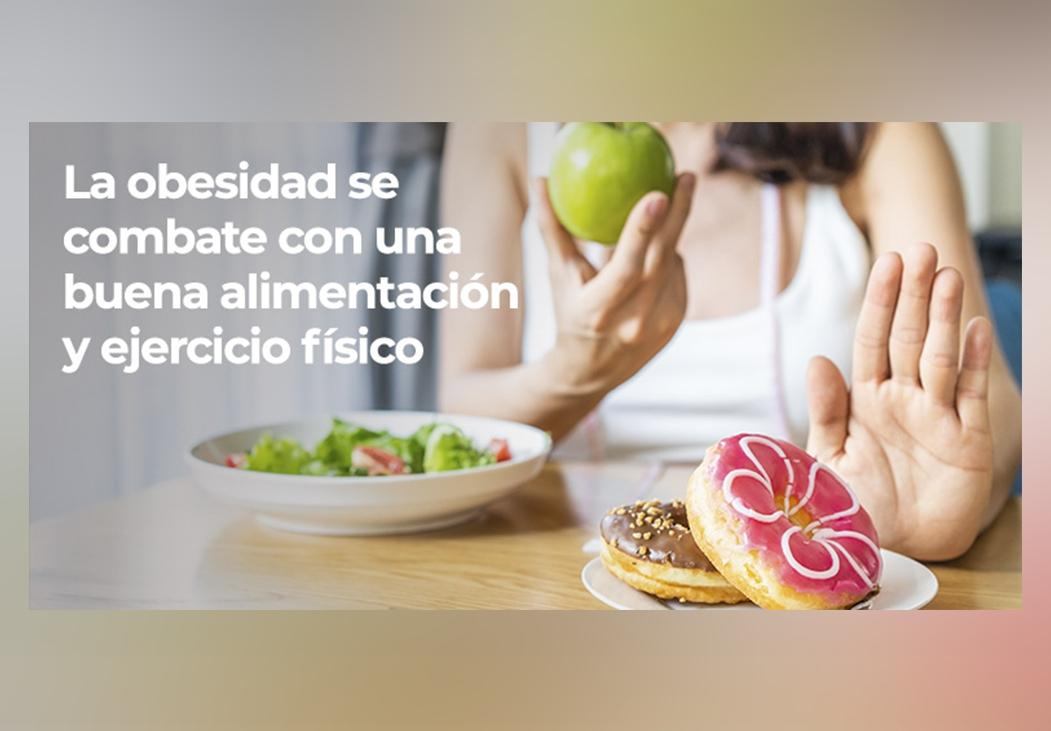 La obesidad se
combate con una
buena alimentación
y ejercicio físico